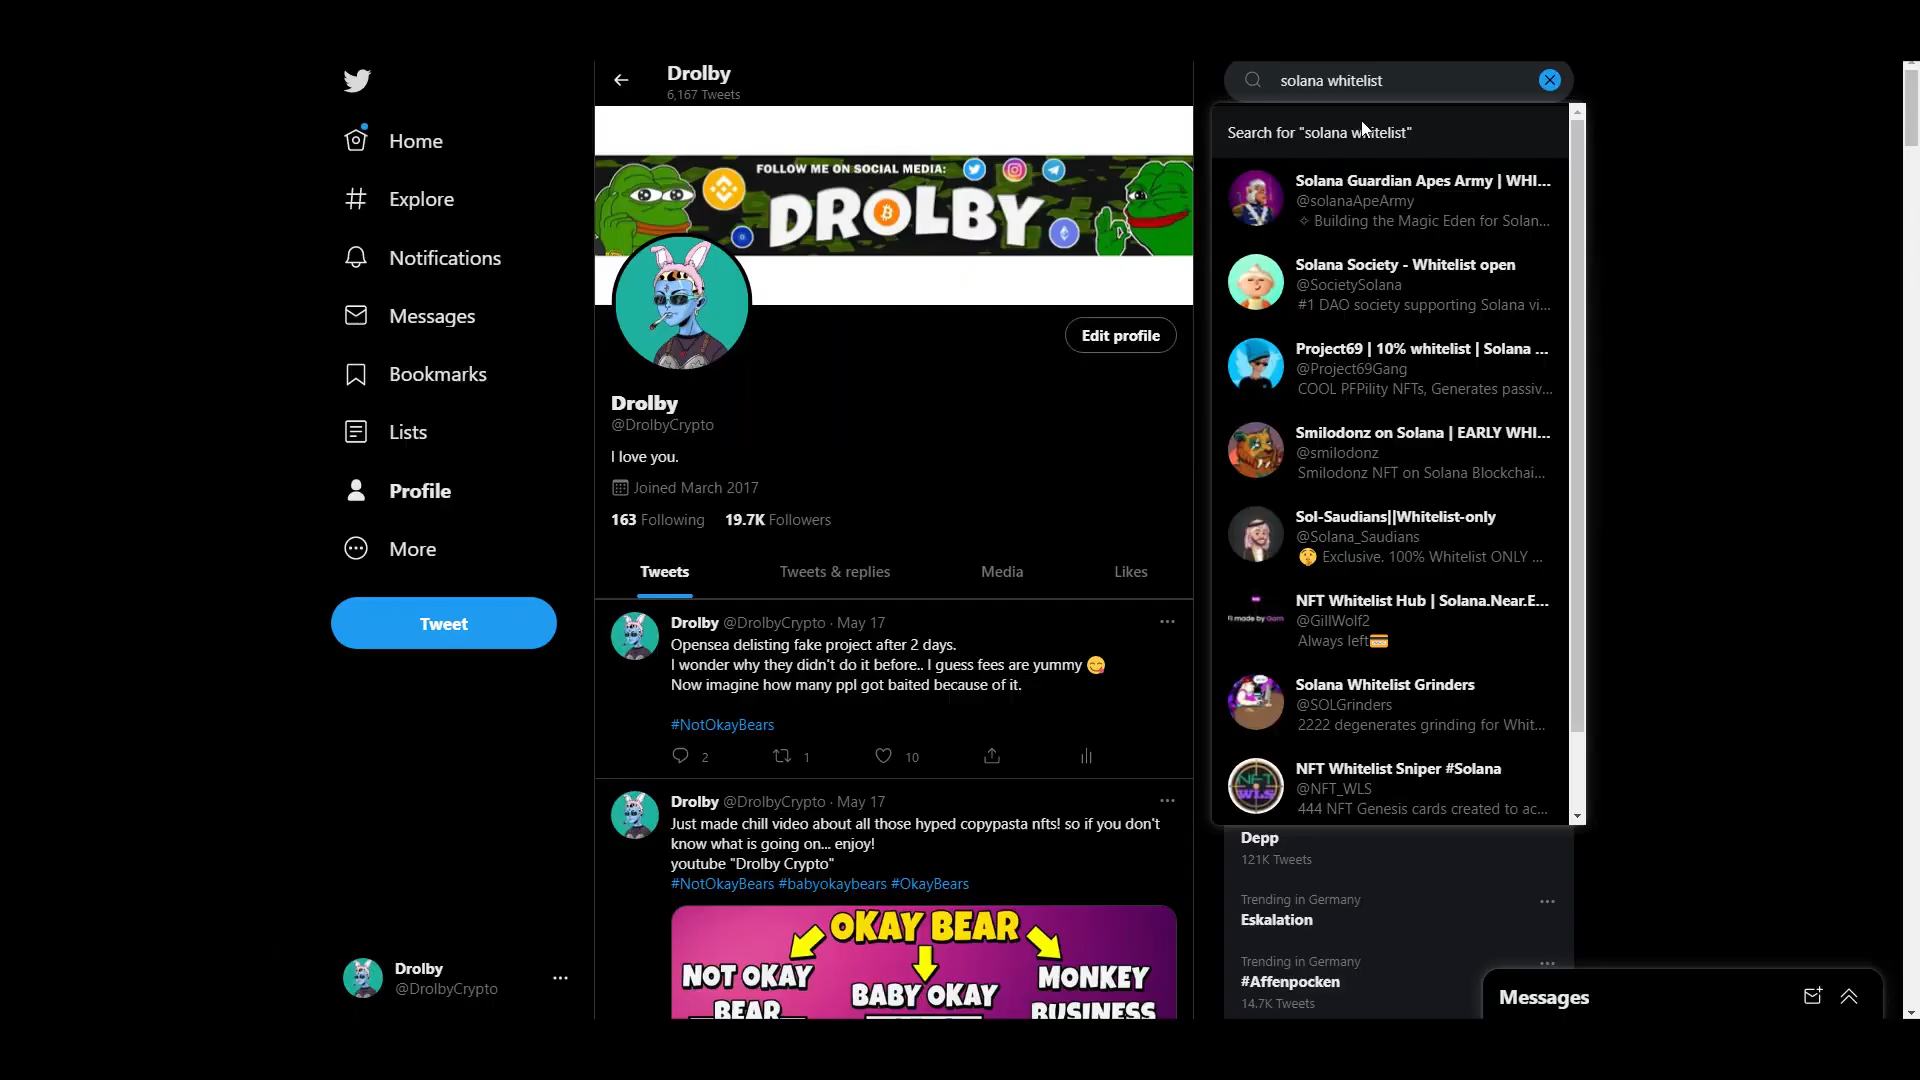 Home
Explore
Notifications
Messages
Bookmarks
Lists
Profile
More
Tweet
Drolby
@DrolbyCrypto
Drolby
6,167 Tweets
FOLLOW ME ON SOCIAL MEDIA:
DROLBY
Edit profile
Drolby
@DrolbyCrypto
I love you.
Joined March 2017
163 Following 19.7K Followers
Tweets Tweets & replies Media Likes
Drolby @DrolbyCrypto · May 17
Opensea delisting fake project after 2 days.
I wonder why they didn't do it before.. I guess fees are yummy 😋
Now imagine how many ppl got baited because of it.
#NotOkayBears
2 1 10
Drolby @DrolbyCrypto · May 17
Just made chill video about all those hyped copypasta nfts! so if you don't
know what is going on... enjoy!
youtube "Drolby Crypto"
#NotOkayBears #babyokaybears #OkayBears
OKAY BEAR
NOT OKAY
BEAR
BABY OKAY
MONKEY
BUSINESS
solana whitelist
Search for "solana whitelist"
Solana Guardian Apes Army | WHI...
@solanaApeArmy
✧ Building the Magic Eden for Solan...
Solana Society - Whitelist open
@SocietySolana
#1 DAO society supporting Solana vi...
Project69 | 10% whitelist | Solana ...
@Project69Gang
COOL PFPility NFTs, Generates passiv...
Smilodonz on Solana | EARLY WHI...
@smilodonz
Smilodonz NFT on Solana Blockchai...
Sol-Saudians||Whitelist-only
@Solana_Saudians
🤫 Exclusive. 100% Whitelist ONLY ...
NFT Whitelist Hub | Solana.Near.E...
@GillWolf2
Always left💳
Solana Whitelist Grinders
@SOLGrinders
2222 degenerates grinding for Whit...
NFT Whitelist Sniper #Solana
@NFT_WLS
444 NFT Genesis cards created to ac...
NFT
WLS
Depp
121K Tweets
Trending in Germany
Eskalation
Trending in Germany
#Affenpocken
14.7K Tweets
Messages